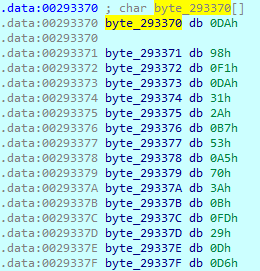 .data:00293370 ; char byte_293370[]
.data:00293370 byte_293370 db 0DAh
.data:00293370
.data:00293371 byte_293371 db 98h
.data:00293372 byte_293372 db 0F1h
.data:00293373 byte_293373 db 0DAh
.data:00293374 byte_293374 db 31h
.data:00293375 byte_293375 db 2Ah
.data:00293376 byte_293376 db 0B7h
.data:00293377 byte_293377 db 53h
.data:00293378 byte_293378 db 0A5h
.data:00293379 byte_293379 db 70h
.data:0029337A byte_29337A db 3Ah
.data:0029337B byte_29337B db 0Bh
.data:0029337C byte_29337C db 0FDh
.data:0029337D byte_29337D db 29h
.data:0029337E byte_29337E db 0Dh
.data:0029337F byte_29337F db 0D6h